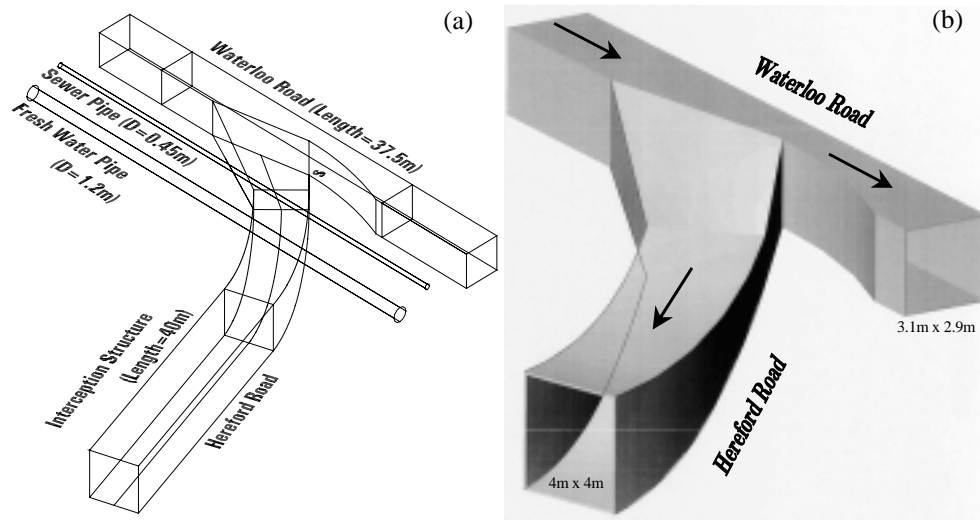 (a)
Waterloo Road (Length=37.5m)
Sewer Pipe (D=0.45m)
Fresh Water Pipe
(D=1.2m)
S
Interception Structure
(Length=40m)
Hereford Road
(b)
Waterloo Road
3.1m x 2.9m
Hereford Road
4m x 4m